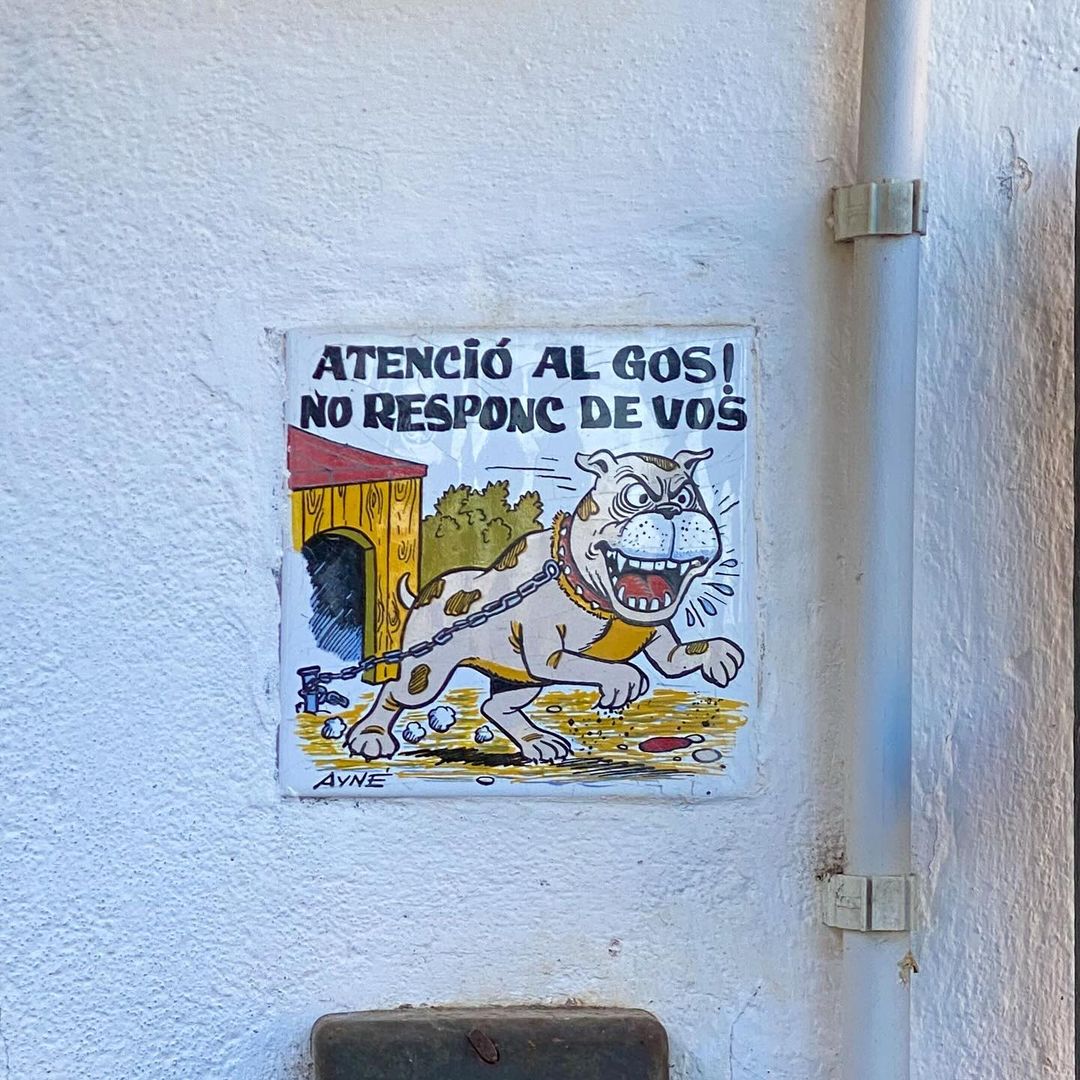 ATENCIÓ AL GOS!
NO RESPONC DE VOS
AYNÉ